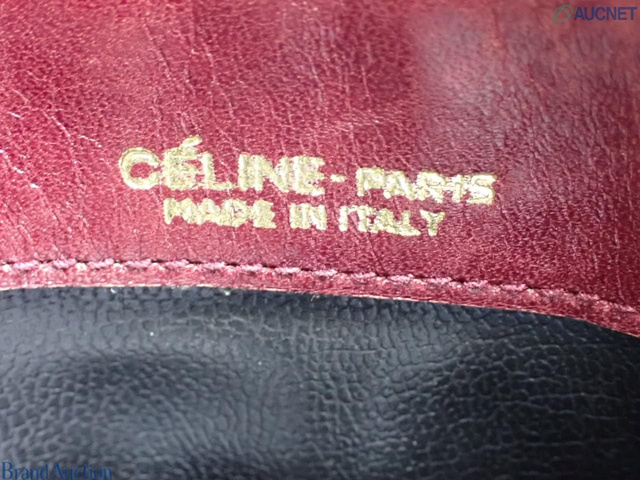 AUCNET
CÉLINE - PARIS
MADE IN ITALY
Brand Auction